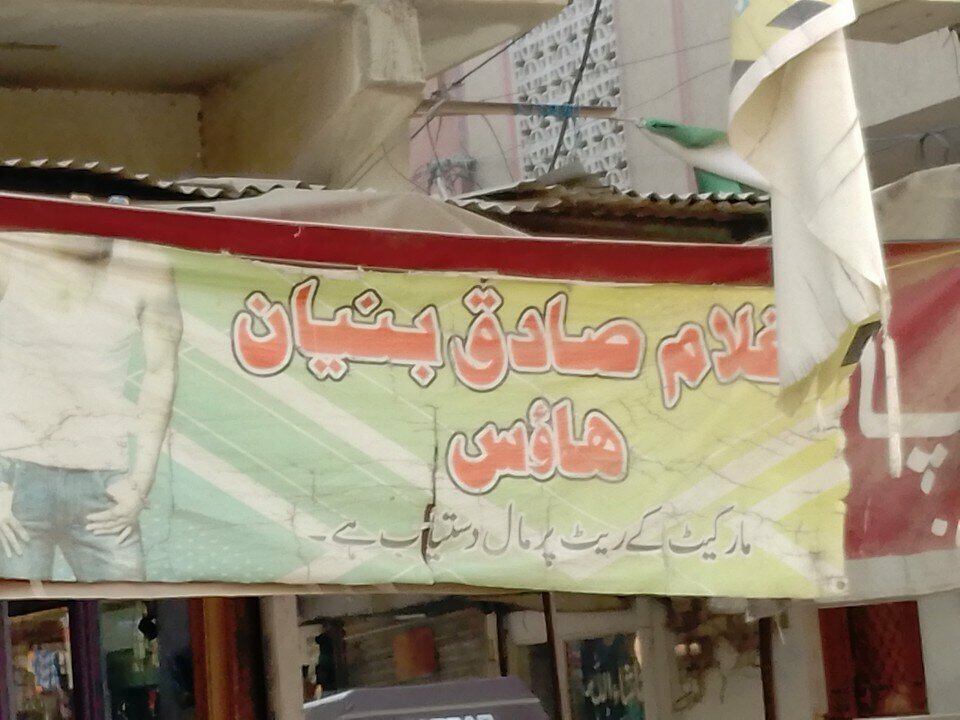 غلام صادق بنیان
ہاؤس
مارکیٹ کے ریٹ پر مال دستیاب ہے۔